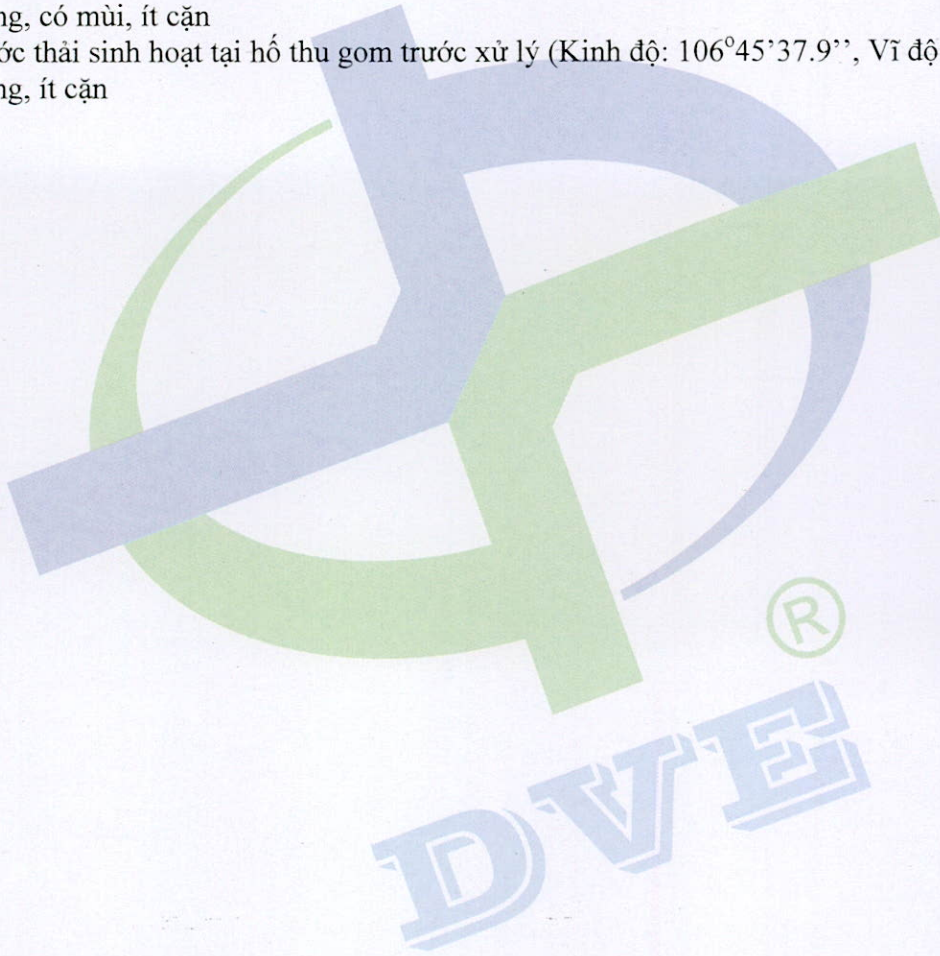 ng, có mùi, ít cặn
ớc thải sinh hoạt tại hố thu gom trước xử lý (Kinh độ: 106°45'37.9'', Vĩ độ
ng, ít cặn
®
DVE